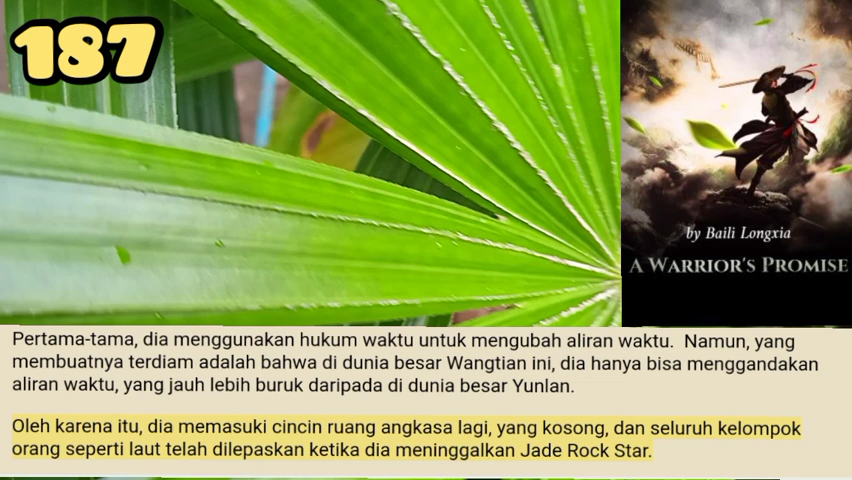 187
by Baili Longxia
A WARRIOR'S PROMISE
Pertama-tama, dia menggunakan hukum waktu untuk mengubah aliran waktu.  Namun, yang
membuatnya terdiam adalah bahwa di dunia besar Wangtian ini, dia hanya bisa menggandakan
aliran waktu, yang jauh lebih buruk daripada di dunia besar Yunlan.
Oleh karena itu, dia memasuki cincin ruang angkasa lagi, yang kosong, dan seluruh kelompok
orang seperti laut telah dilepaskan ketika dia meninggalkan Jade Rock Star.